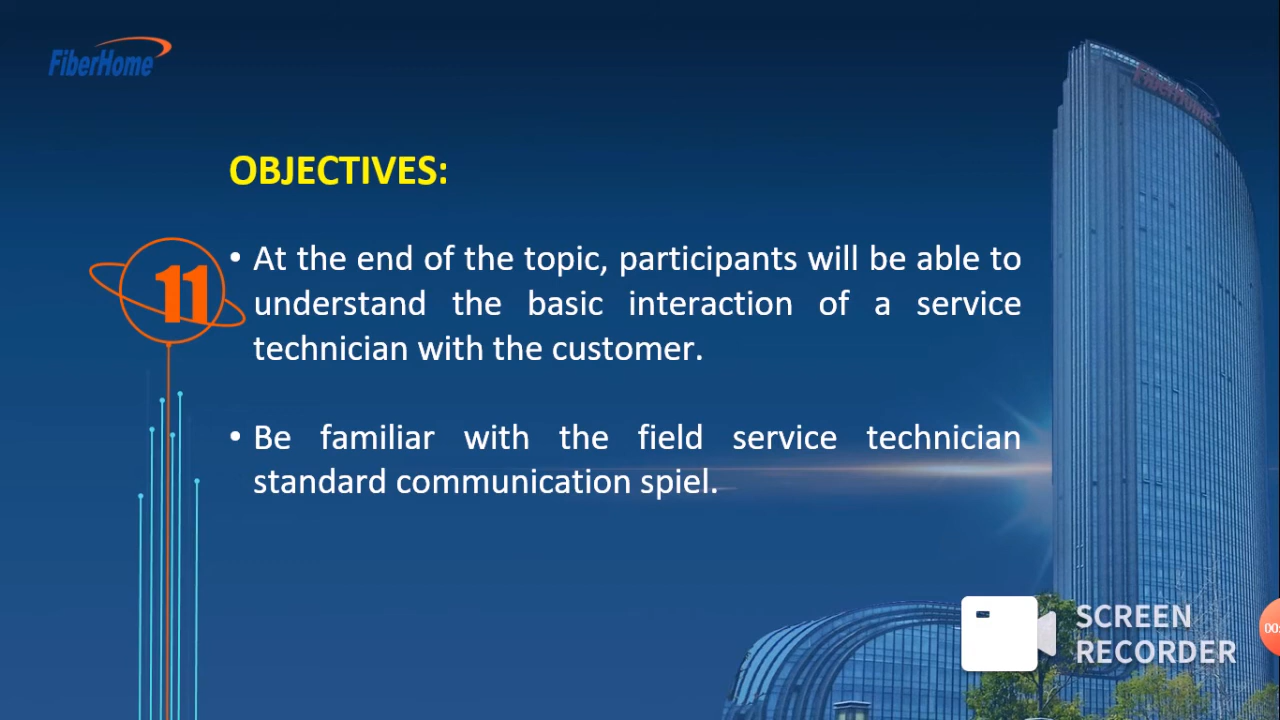 FiberHome
FiberHome
OBJECTIVES:
11
• At the end of the topic, participants will be able to
understand the basic interaction of a service
technician with the customer.
• Be familiar with the field service technician
standard communication spiel.
SCREEN
RECORDER